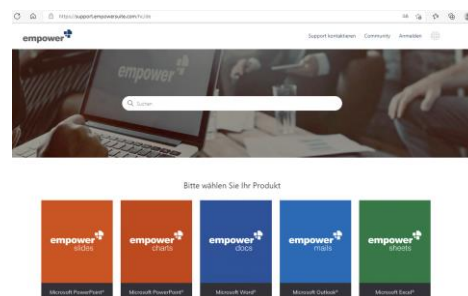 https://support.empowersuite.com/hc/de
empower
Support kontaktieren Community Anmelden
empower
Suchen
Bitte wählen Sie Ihr Produkt
empower slides
empower charts
empower docs
empower mails
empower sheets
Microsoft PowerPoint® Microsoft PowerPoint® Microsoft Word® Microsoft Outlook® Microsoft Excel®